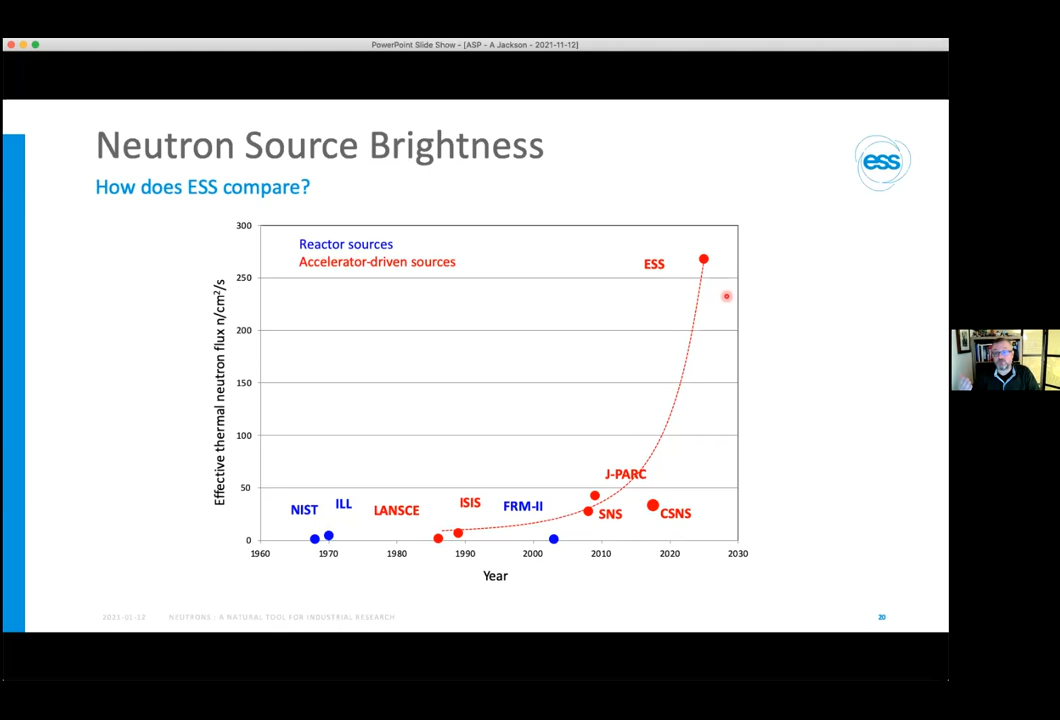 PowerPoint Slide Show - [ASP - A Jackson - 2021-11-12]
Neutron Source Brightness
How does ESS compare?
ess
Effective thermal neutron flux n/cm²/s
300
250
200
150
100
50
0
Reactor sources
Accelerator-driven sources
ESS
J-PARC
NIST
ILL
LANSCE
ISIS
FRM-II
SNS
CSNS
1960 1970 1980 1990 2000 2010 2020 2030
Year
2021-01-12 NEUTRONS : A NATURAL TOOL FOR INDUSTRIAL RESEARCH 20